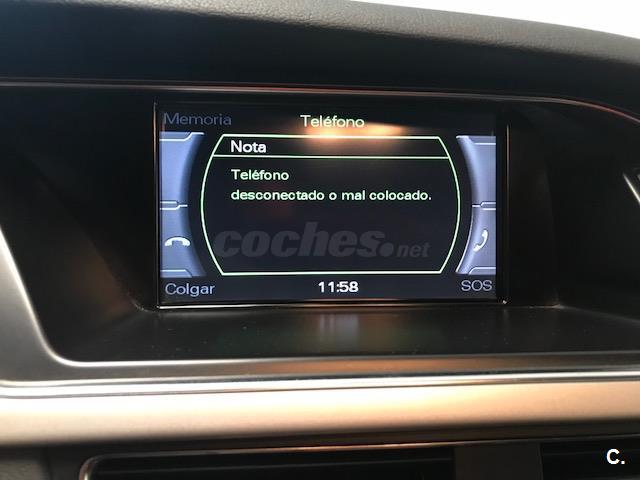 Memoria
Teléfono
Nota
Teléfono
desconectado o mal colocado.
coches.net
Colgar
11:58
SOS
C.